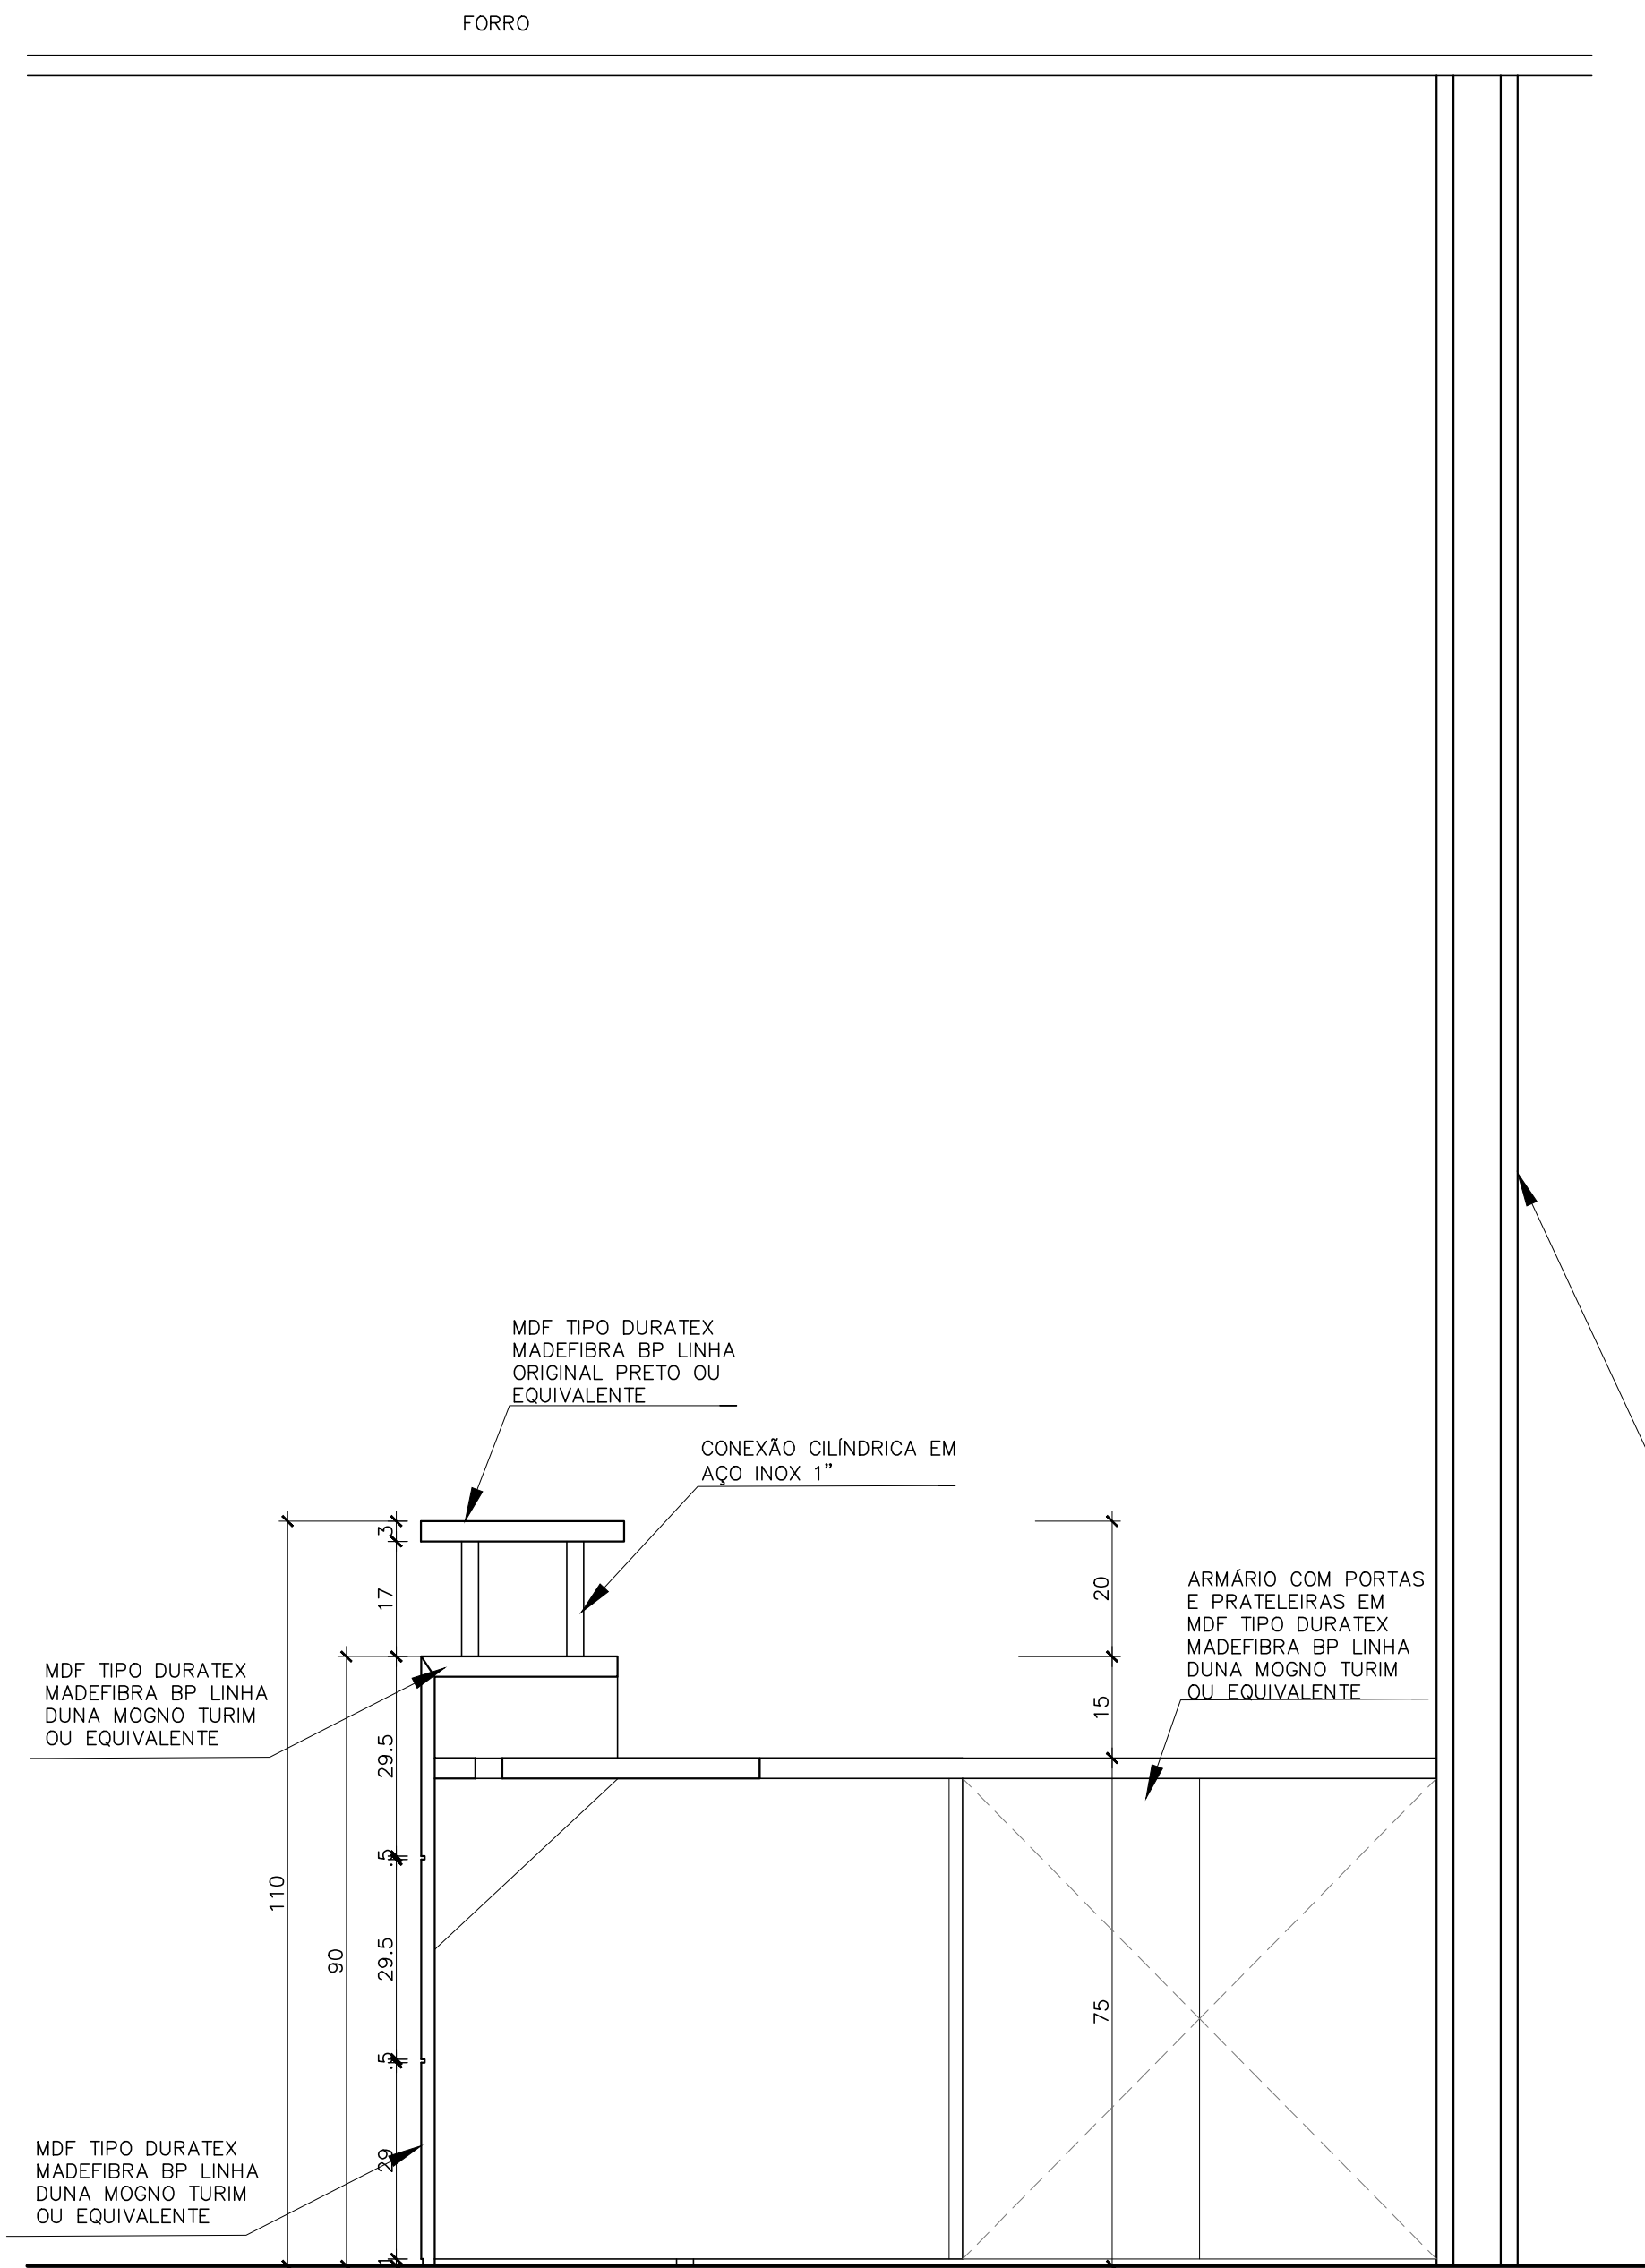 FORRO
MDF TIPO DURATEX
MADEFIBRA BP LINHA
ORIGINAL PRETO OU
EQUIVALENTE
CONEXÃO CILÍNDRICA EM
AÇO INOX 1"
3
17
20
ARMÁRIO COM PORTAS
E PRATELEIRAS EM
MDF TIPO DURATEX
MADEFIBRA BP LINHA
DUNA MOGNO TURIM
OU EQUIVALENTE
MDF TIPO DURATEX
MADEFIBRA BP LINHA
DUNA MOGNO TURIM
OU EQUIVALENTE
15
29.5
.5
110
90
29.5
75
.5
29
MDF TIPO DURATEX
MADEFIBRA BP LINHA
DUNA MOGNO TURIM
OU EQUIVALENTE
1